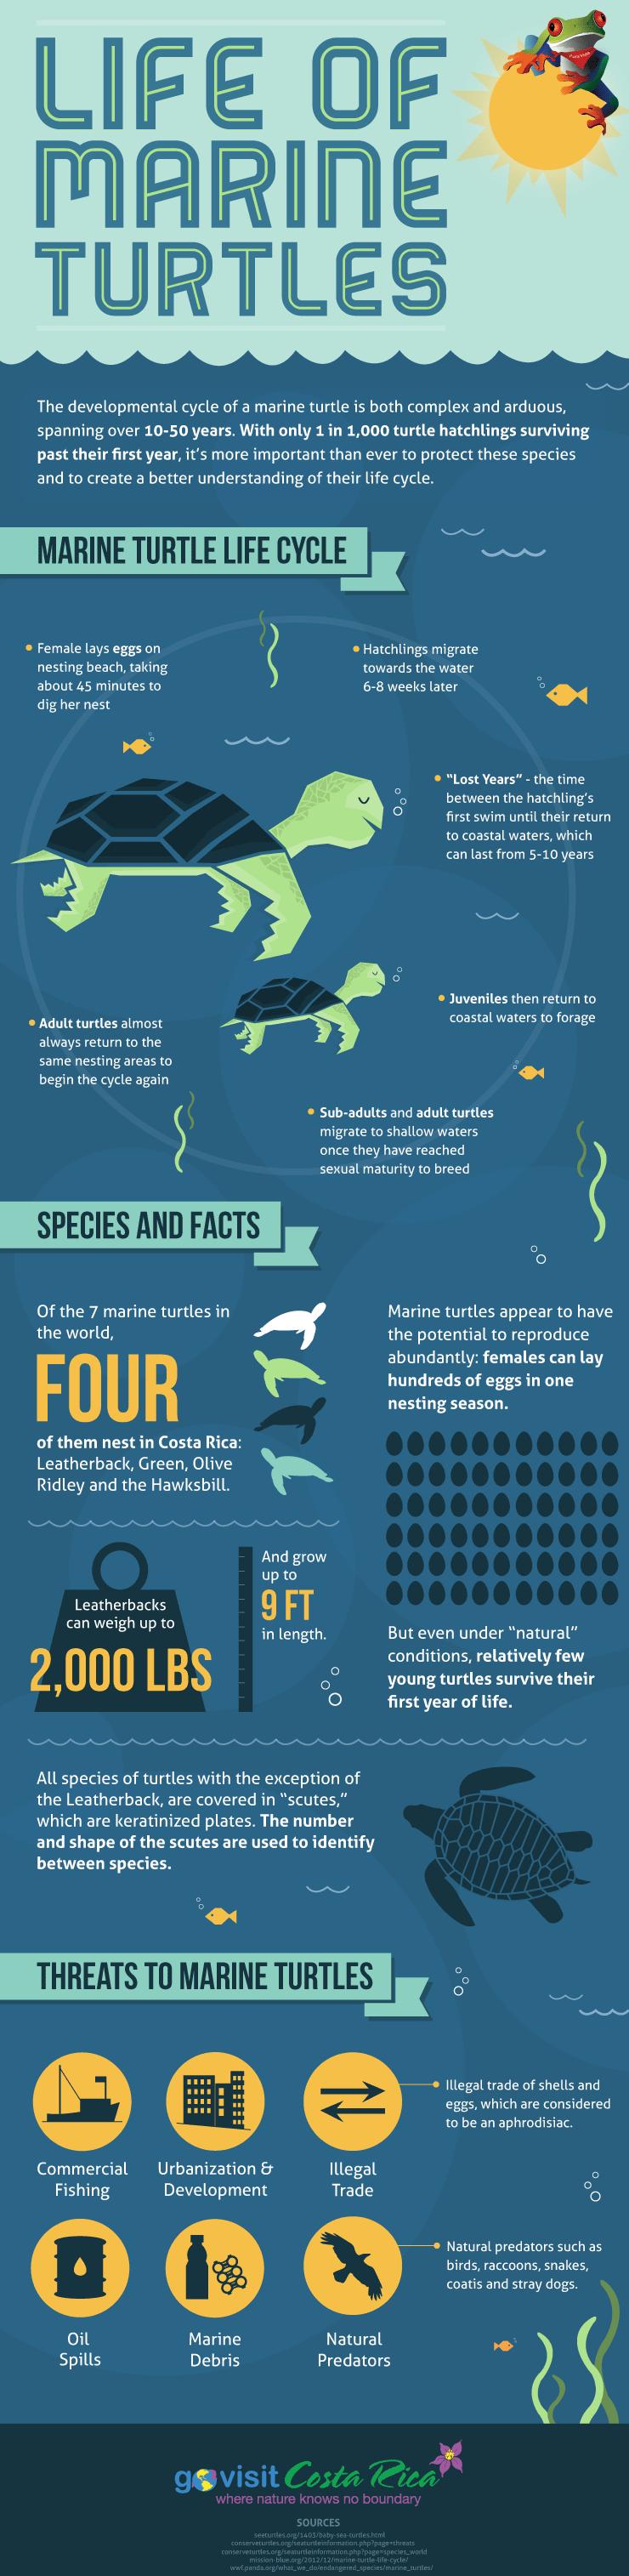 LIFE OF
MARINE
TURTLES
The developmental cycle of a marine turtle is both complex and arduous,
spanning over 10-50 years. With only 1 in 1,000 turtle hatchlings surviving
past their first year, it's more important than ever to protect these species
and to create a better understanding of their life cycle.
MARINE TURTLE LIFE CYCLE
Female lays eggs on
nesting beach, taking
about 45 minutes to
dig her nest
Hatchlings migrate
towards the water
6-8 weeks later
"Lost Years" - the time
between the hatchling's
first swim until their return
to coastal waters, which
can last from 5-10 years
Juveniles then return to
coastal waters to forage
Sub-adults and adult turtles
migrate to shallow waters
once they have reached
sexual maturity to breed
Adult turtles almost
always return to the
same nesting areas to
begin the cycle again
SPECIES AND FACTS
Of the 7 marine turtles in
the world,
FOUR
of them nest in Costa Rica:
Leatherback, Green, Olive
Ridley and the Hawksbill.
Leatherbacks
can weigh up to
2,000 LBS
And grow
up to
9 FT
in length.
Marine turtles appear to have
the potential to reproduce
abundantly: females can lay
hundreds of eggs in one
nesting season.
But even under "natural"
conditions, relatively few
young turtles survive their
first year of life.
All species of turtles with the exception of
the Leatherback, are covered in "scutes,"
which are keratinized plates. The number
and shape of the scutes are used to identify
between species.
THREATS TO MARINE TURTLES
Commercial
Fishing
Urbanization &
Development
Illegal
Trade
Illegal trade of shells and
eggs, which are considered
to be an aphrodisiac.
Oil
Spills
Marine
Debris
Natural
Predators
Natural predators such as
birds, raccoons, snakes,
coatis and stray dogs.
govisit Costa Rica
where nature knows no boundary
SOURCES
seeturtles.org/1403/baby-sea-turtles.html
conserveturtles.org/seaturtleinformation.php?page=threats
conserveturtles.org/seaturtleinformation.php?page=species_world
mission-blue.org/2012/12/marine-turtle-life-cycle/
wwf.panda.org/what_we_do/endangered_species/marine_turtles/